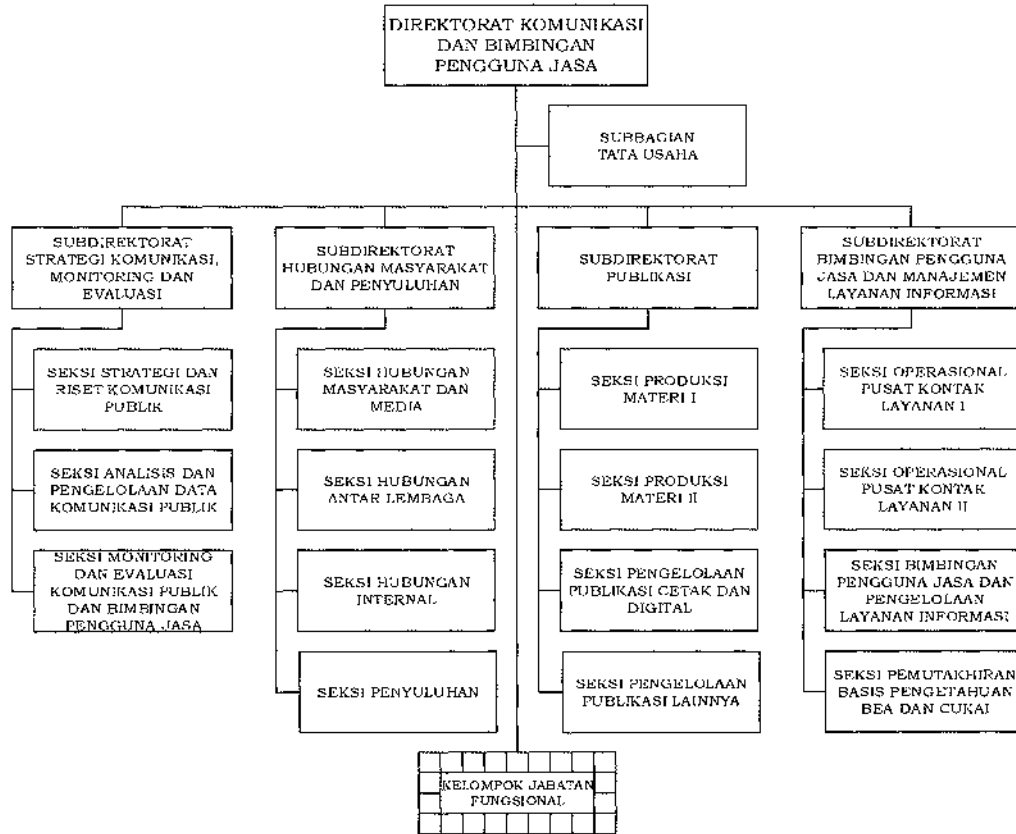 DIREKTORAT KOMUNIKASI
DAN BIMBINGAN
PENGGUNA JASA
SUBBAGIAN
TATA USAHA
SUBDIREKTORAT
STRATEGI KOMUNIKASI,
MONITORING DAN
EVALUASI
SEKSI STRATEGI DAN
RISET KOMUNIKASI
PUBLIK
SEKSI ANALISIS DAN
PENGELOLAAN DATA
KOMUNIKASI PUBLIK
SEKSI MONITORING
DAN EVALUASI
KOMUNIKASI PUBLIK
DAN BIMBINGAN
PENGGUNA JASA
SUBDIREKTORAT
HUBUNGAN MASYARAKAT
DAN PENYULUHAN
SEKSI HUBUNGAN
MASYARAKAT DAN
MEDIA
SEKSI HUBUNGAN
ANTAR LEMBAGA
SEKSI HUBUNGAN
INTERNAL
SEKSI PENYULUHAN
SUBDIREKTORAT
PUBLIKASI
SEKSI PRODUKSI
MATERI I
SEKSI PRODUKSI
MATERI II
SEKSI PENGELOLAAN
PUBLIKASI CETAK DAN
DIGITAL
SEKSI PENGELOLAAN
PUBLIKASI LAINNYA
SUBDIREKTORAT
BIMBINGAN PENGGUNA
JASA DAN MANAJEMEN
LAYANAN INFORMASI
SEKSI OPERASIONAL
PUSAT KONTAK
LAYANAN I
SEKSI OPERASIONAL
PUSAT KONTAK
LAYANAN II
SEKSI BIMBINGAN
PENGGUNA JASA DAN
PENGELOLAAN
LAYANAN INFORMASI
SEKSI PEMUTAKHIRAN
BASIS PENGETAHUAN
BEA DAN CUKAI
KELOMPOK JABATAN
FUNGSIONAL